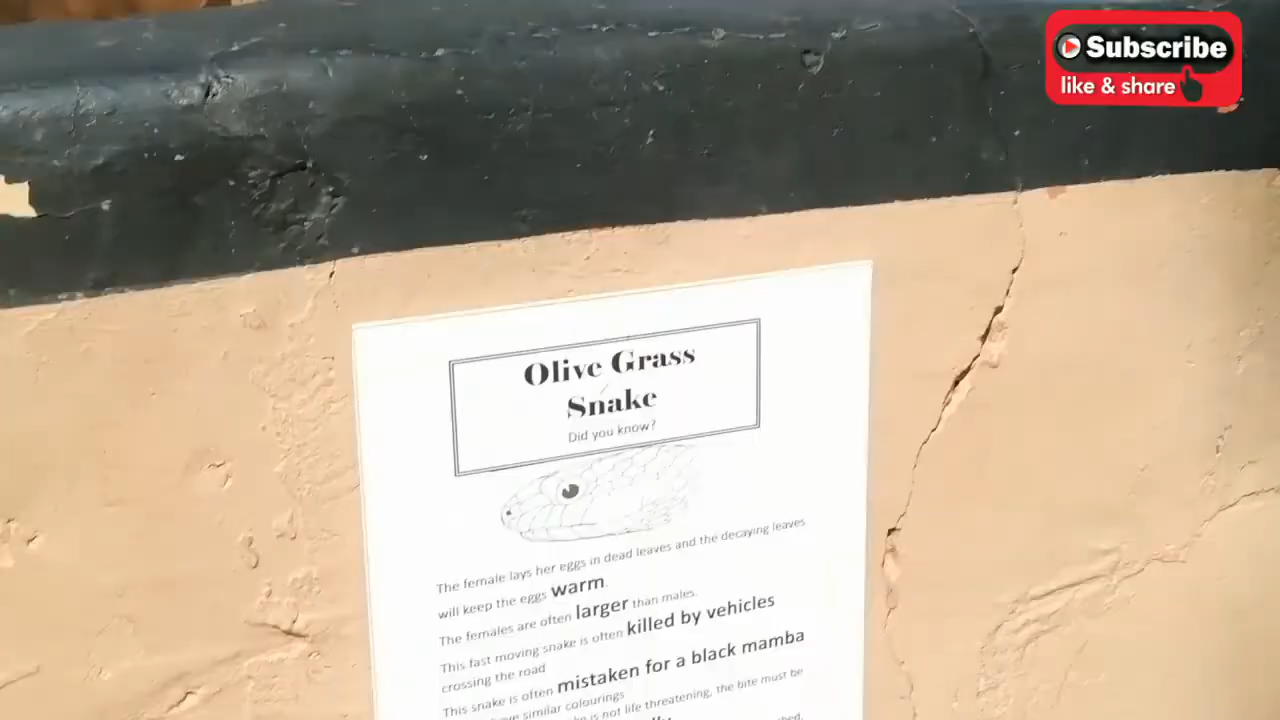 Subscribe
like & share
Olive Grass
Snake
Did you know?
The female lays her eggs in dead leaves and the decaying leaves
will keep the eggs warm.
The females are often larger than males.
This fast moving snake is often killed by vehicles
crossing the road
This snake is often mistaken for a black mamba
similar colourings
is not life threatening, the bite must be